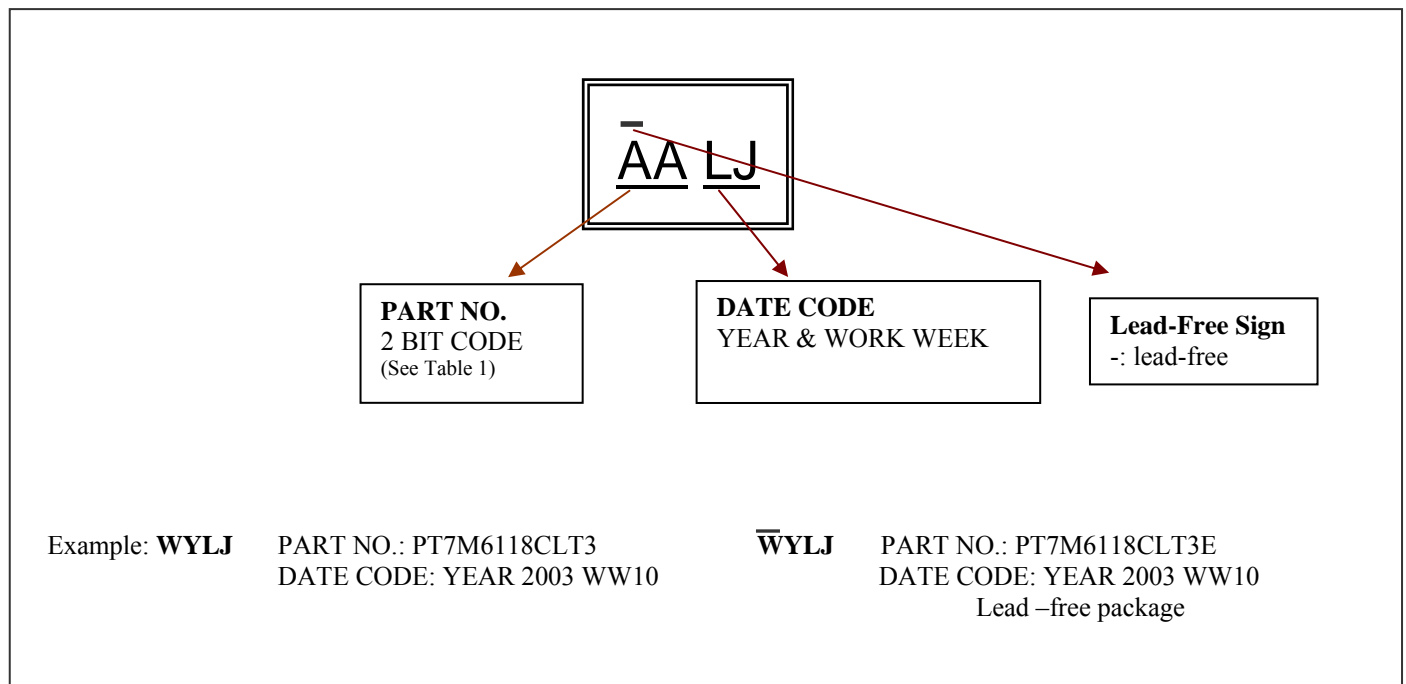 A̅A LJ
PART NO.
2 BIT CODE
(See Table 1)
DATE CODE
YEAR & WORK WEEK
Lead-Free Sign
-: lead-free
Example: WYLJ PART NO.: PT7M6118CLT3
DATE CODE: YEAR 2003 WW10
W̅YLJ PART NO.: PT7M6118CLT3E
DATE CODE: YEAR 2003 WW10
Lead –free package